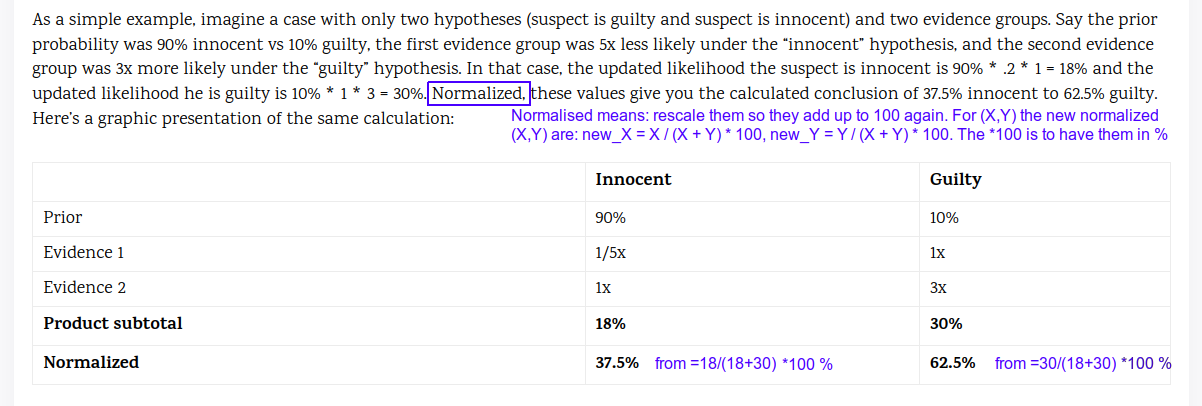 As a simple example, imagine a case with only two hypotheses (suspect is guilty and suspect is innocent) and two evidence groups. Say the prior
probability was 90% innocent vs 10% guilty, the first evidence group was 5x less likely under the “innocent” hypothesis, and the second evidence
group was 3x more likely under the “guilty” hypothesis. In that case, the updated likelihood the suspect is innocent is 90% * .2 * 1 = 18% and the
updated likelihood he is guilty is 10% * 1 * 3 = 30%. Normalized, these values give you the calculated conclusion of 37.5% innocent to 62.5% guilty.
Here’s a graphic presentation of the same calculation:
Normalised means: rescale them so they add up to 100 again. For (X,Y) the new normalized
(X,Y) are: new_X = X / (X + Y) * 100, new_Y = Y / (X + Y) * 100. The *100 is to have them in %
Innocent Guilty
Prior 90% 10%
Evidence 1 1/5x 1x
Evidence 2 1x 3x
Product subtotal 18% 30%
Normalized 37.5% from =18/(18+30) *100 % 62.5% from =30/(18+30) *100 %